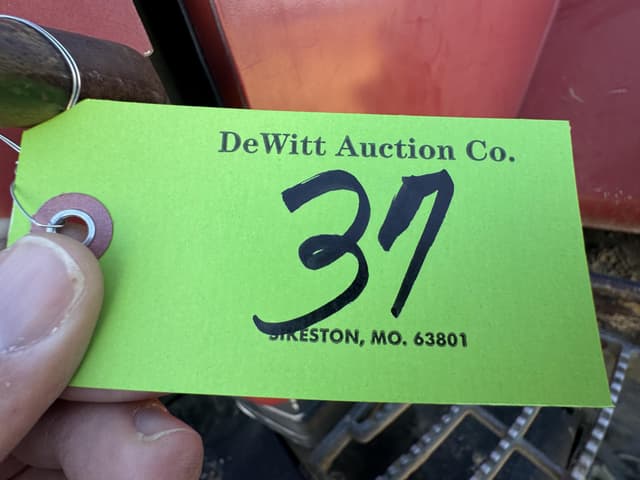 DeWitt Auction Co.
37
SIKESTON, MO. 63801